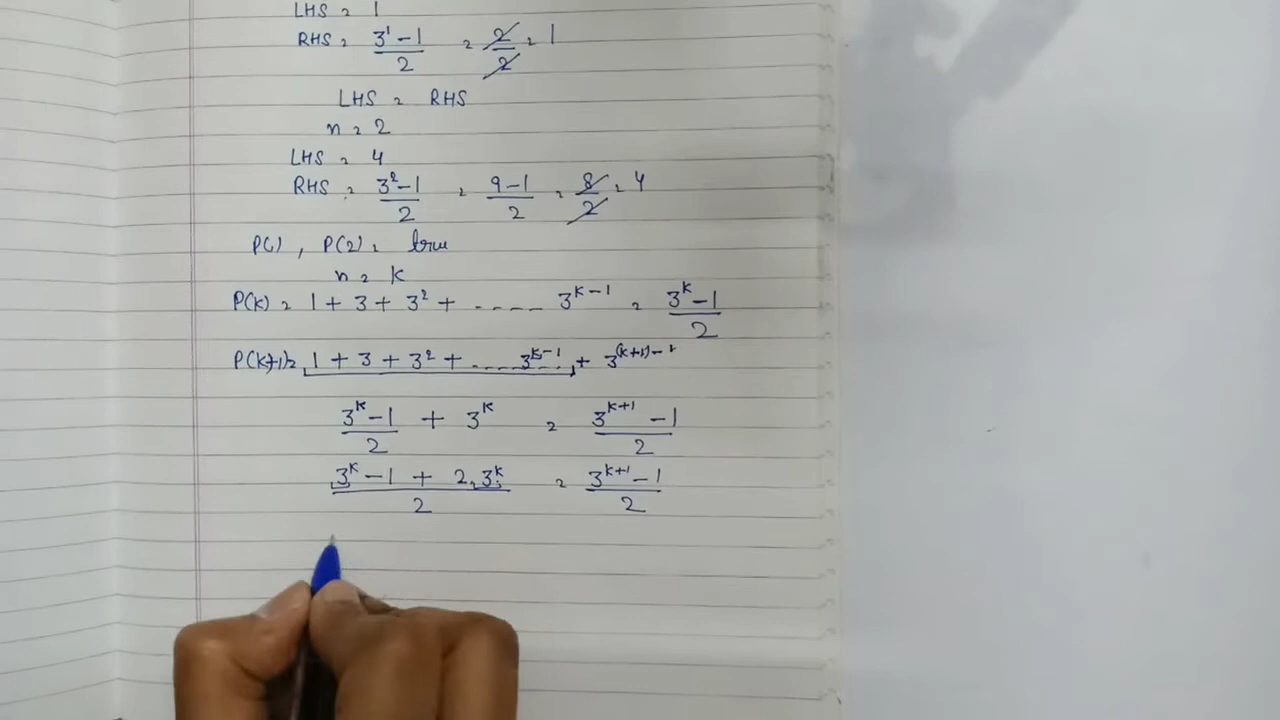 LHS = 1
RHS = 3¹ - 1 / 2 = 2 / 2 = 1
LHS = RHS
n = 2
LHS = 4
RHS = 3² - 1 / 2 = 9 - 1 / 2 = 8 / 2 = 4
P(1), P(2) = true
n = k
P(k) = 1 + 3 + 3² + ..... 3^(k-1) = 3^k - 1 / 2
P(k+1) = 1 + 3 + 3² + ..... 3^(k-1) ... + 3^((k+1)-1)
3^k - 1 / 2 + 3^k = 3^(k+1) - 1 / 2
3^k - 1 + 2.3^k / 2 = 3^(k+1) - 1 / 2